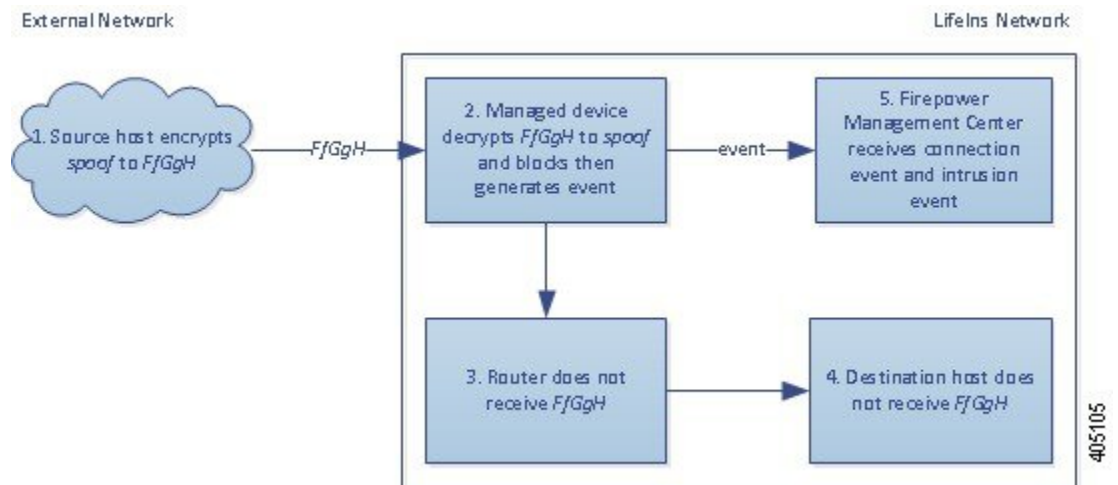 External Network
LifeIns Network
1. Source host encrypts
spoof to FfGgH
FfGgH
2. Managed device
decrypts FfGgH to spoof
and blocks then
generates event
event
5. Firepower
Management Center
receives connection
event and intrusion
event
3. Router does not
receive FfGgH
4. Destination host does
not receive FfGgH
405105